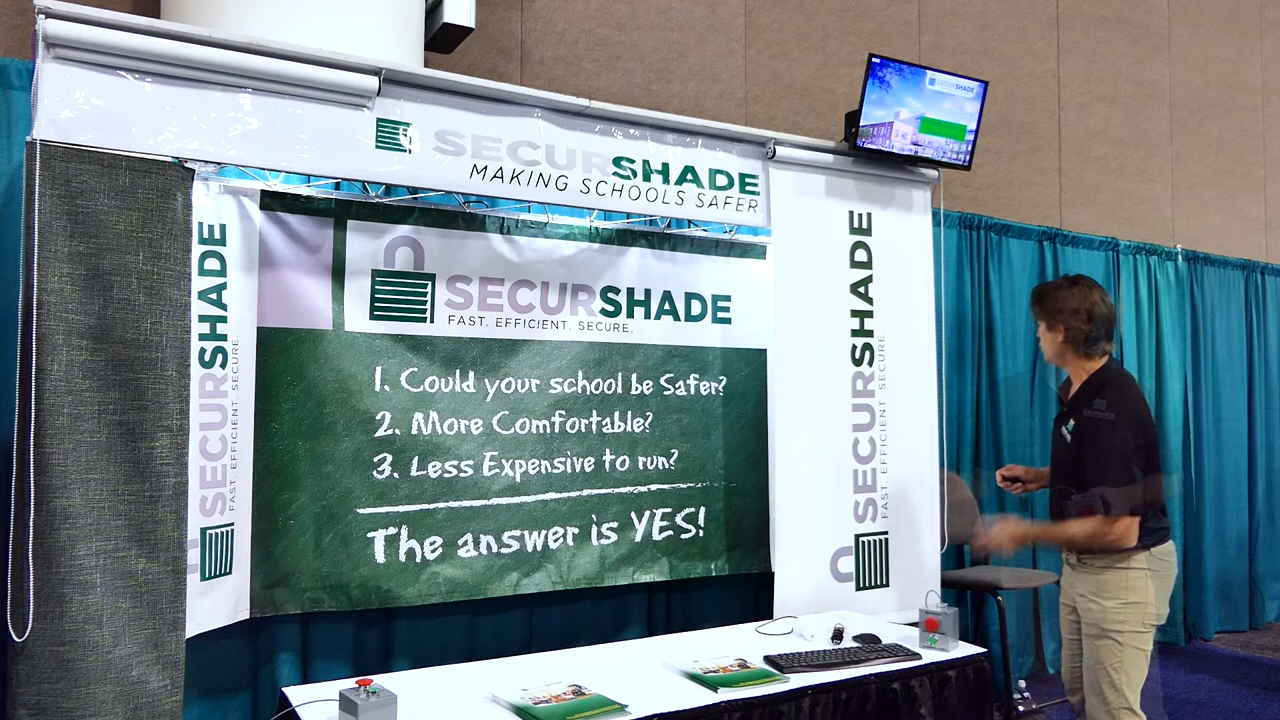 SECURSHADE
MAKING SCHOOLS SAFER
SHADE
SECURSHADE
FAST. EFFICIENT. SECURE.
SECURSHADE
FAST. EFFICIENT. SECURE.
1. Could your school be Safer?
2. More Comfortable?
3. Less Expensive to run?
The answer is YES!
SECURSHADE
FAST. EFFICIENT. SECURE.